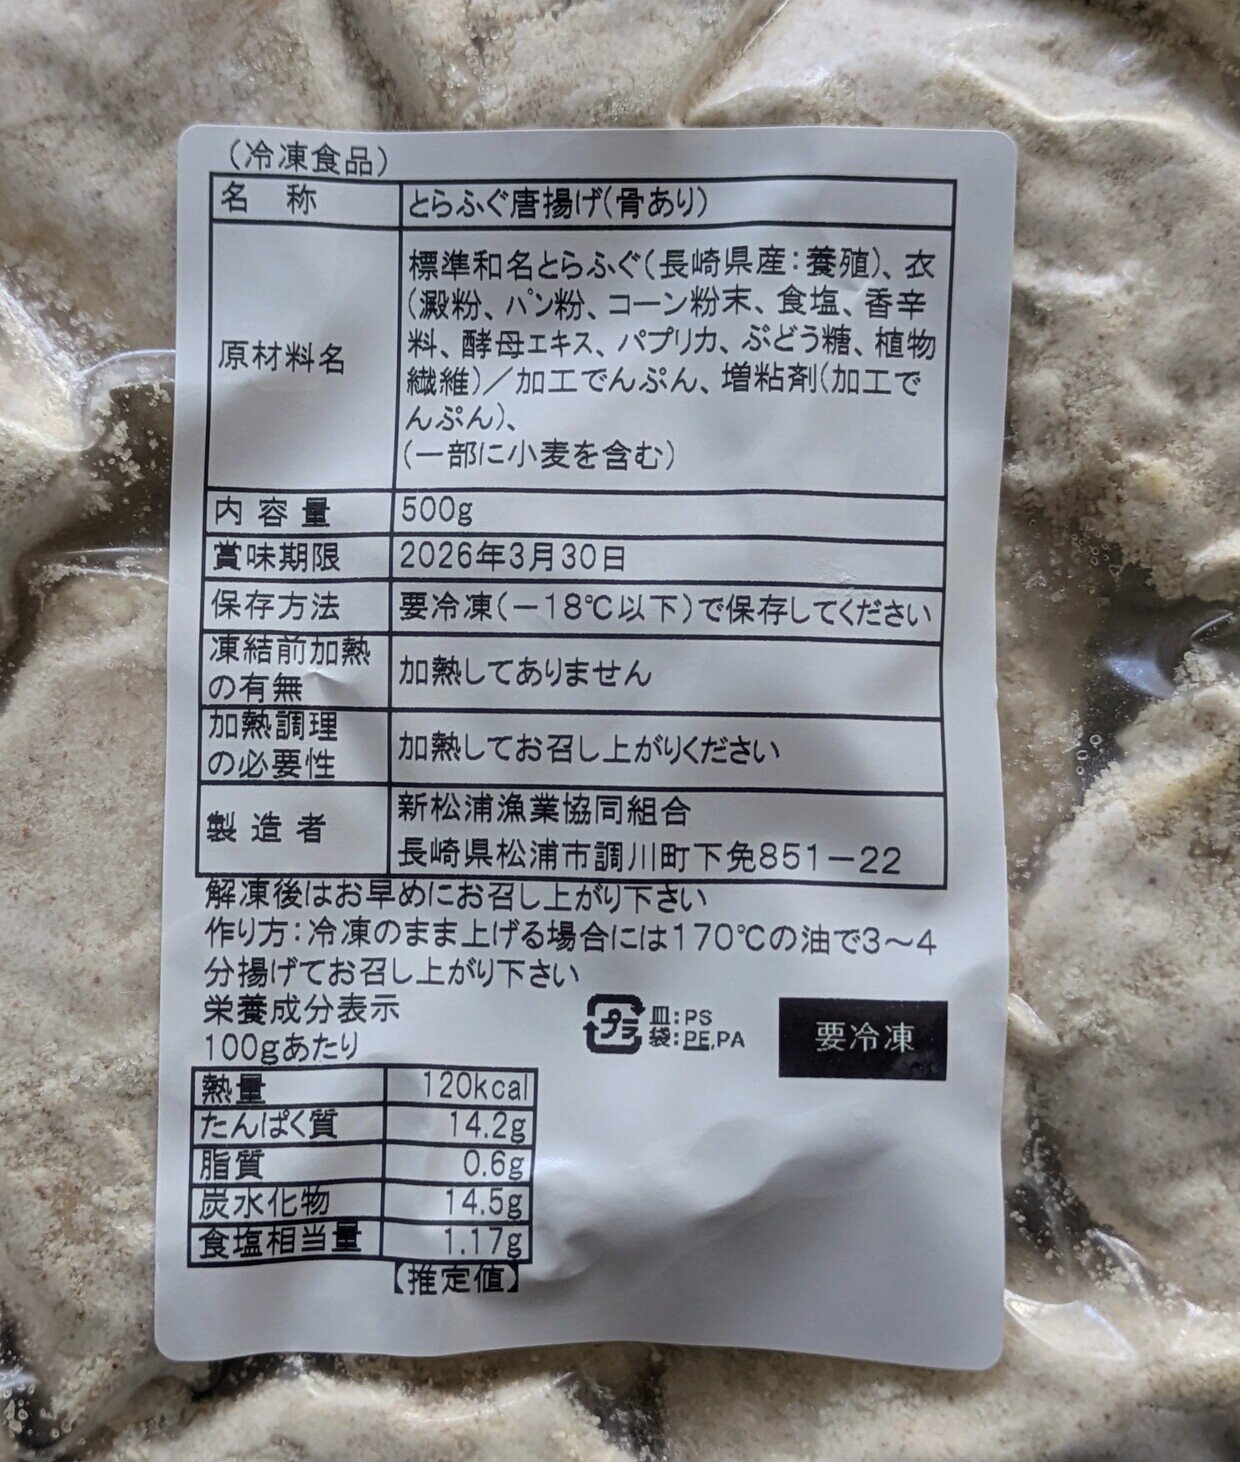 (冷凍食品)
名 称 とらふぐ唐揚げ(骨あり)
原材料名
標準和名とらふぐ(長崎県産:養殖)、衣
(澱粉、パン粉、コーン粉末、食塩、香辛
料、酵母エキス、パプリカ、ぶどう糖、植物
繊維)／加工でんぷん、増粘剤(加工で
んぷん)、
(一部に小麦を含む)
内 容 量 500g
賞味期限 2026年3月30日
保存方法 要冷凍(－18℃以下)で保存してください
凍結前加熱
の有無
加熱してありません
加熱調理
の必要性
加熱してお召し上がりください
製 造 者
新松浦漁業協同組合
長崎県松浦市調川町下免851－22
解凍後はお早めにお召し上がり下さい
作り方:冷凍のまま上げる場合には170℃の油で3～4
分揚げてお召し上がり下さい
栄養成分表示
100gあたり
プラ
皿:PS
袋:PE,PA
要冷凍
熱量 120kcal
たんぱく質 14.2g
脂質 0.6g
炭水化物 14.5g
食塩相当量 1.17g
【推定値】